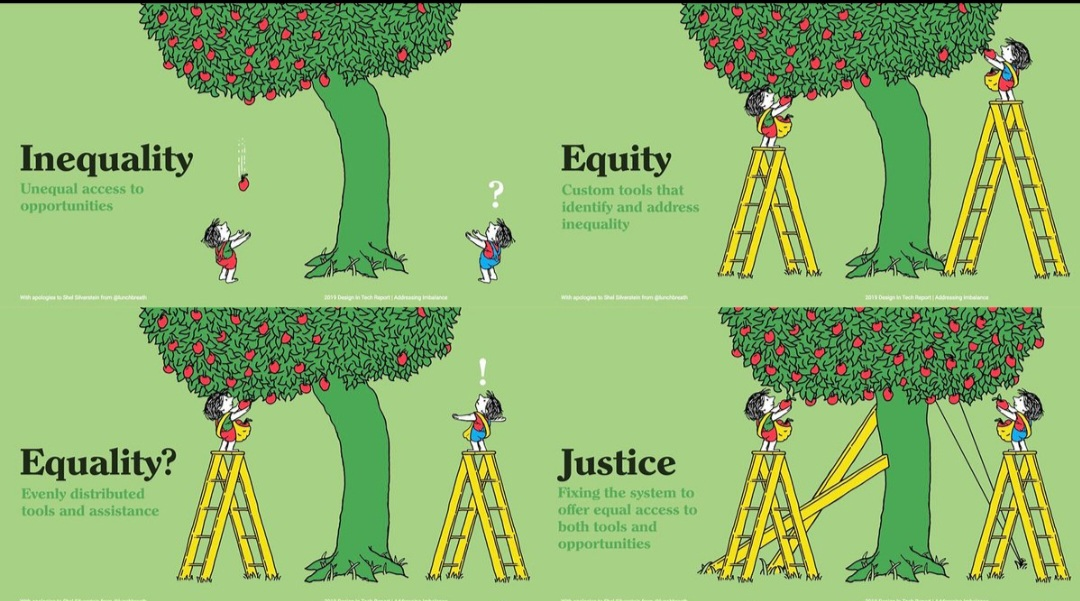 Inequality
Unequal access to
opportunities
?
With apologies to Shel Silverstein from @lunchbreath
2019 Design in Tech Report | Addressing Imbalance
Equity
Custom tools that
identify and address
inequality
With apologies to Shel Silverstein from @lunchbreath
2019 Design in Tech Report | Addressing Imbalance
Equality?
Evenly distributed
tools and assistance
!
Justice
Fixing the system to
offer equal access to
both tools and
opportunities